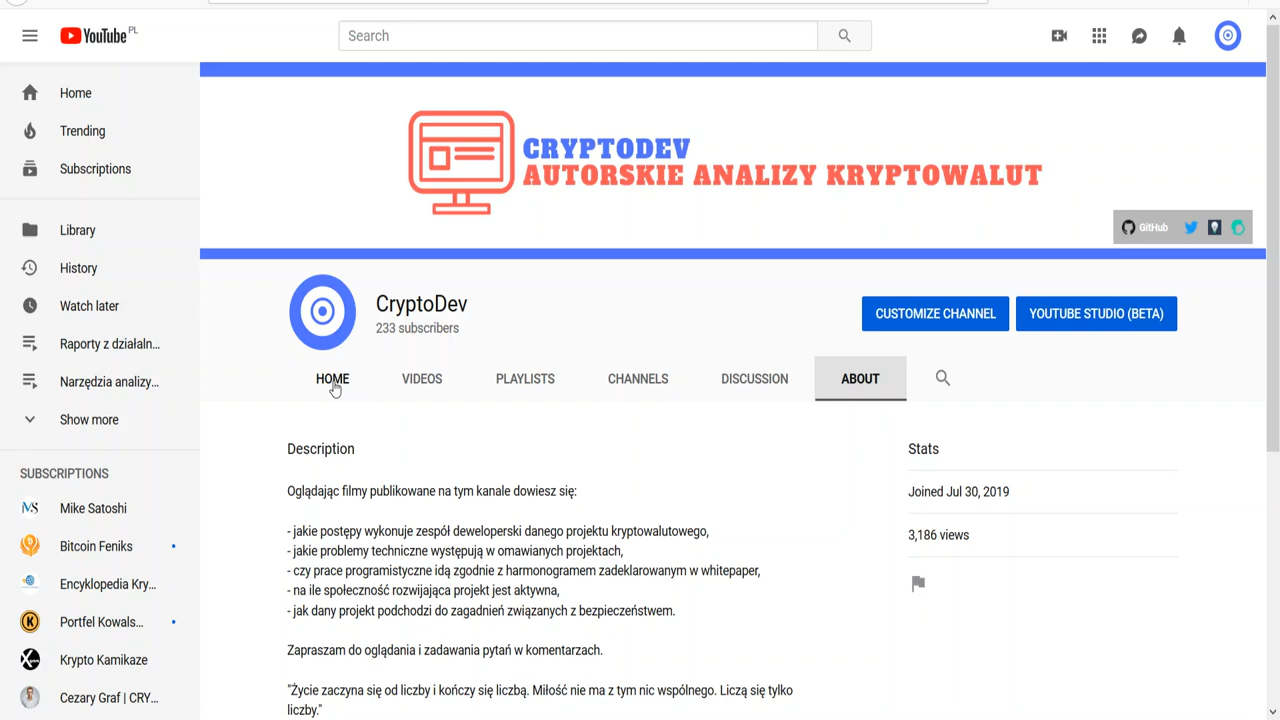 YouTube PL
Search
Home
Trending
Subscriptions
Library
History
Watch later
Raporty z działaln...
Narzędzia analizy...
Show more
SUBSCRIPTIONS
Mike Satoshi
Bitcoin Feniks
Encyklopedia Kry...
Portfel Kowals...
Krypto Kamikaze
Cezary Graf | CRY...
CRYPTODEV
AUTORSKIE ANALIZY KRYPTOWALUT
GitHub
CryptoDev
233 subscribers
CUSTOMIZE CHANNEL
YOUTUBE STUDIO (BETA)
HOME
VIDEOS
PLAYLISTS
CHANNELS
DISCUSSION
ABOUT
Description
Oglądając filmy publikowane na tym kanale dowiesz się:
- jakie postępy wykonuje zespół deweloperski danego projektu kryptowalutowego,
- jakie problemy techniczne występują w omawianych projektach,
- czy prace programistyczne idą zgodnie z harmonogramem zadeklarowanym w whitepaper,
- na ile społeczność rozwijająca projekt jest aktywna,
- jak dany projekt podchodzi do zagadnień związanych z bezpieczeństwem.
Zapraszam do oglądania i zadawania pytań w komentarzach.
"Życie zaczyna się od liczby i kończy się liczbą. Miłość nie ma z tym nic wspólnego. Liczą się tylko
liczby."
Stats
Joined Jul 30, 2019
3,186 views